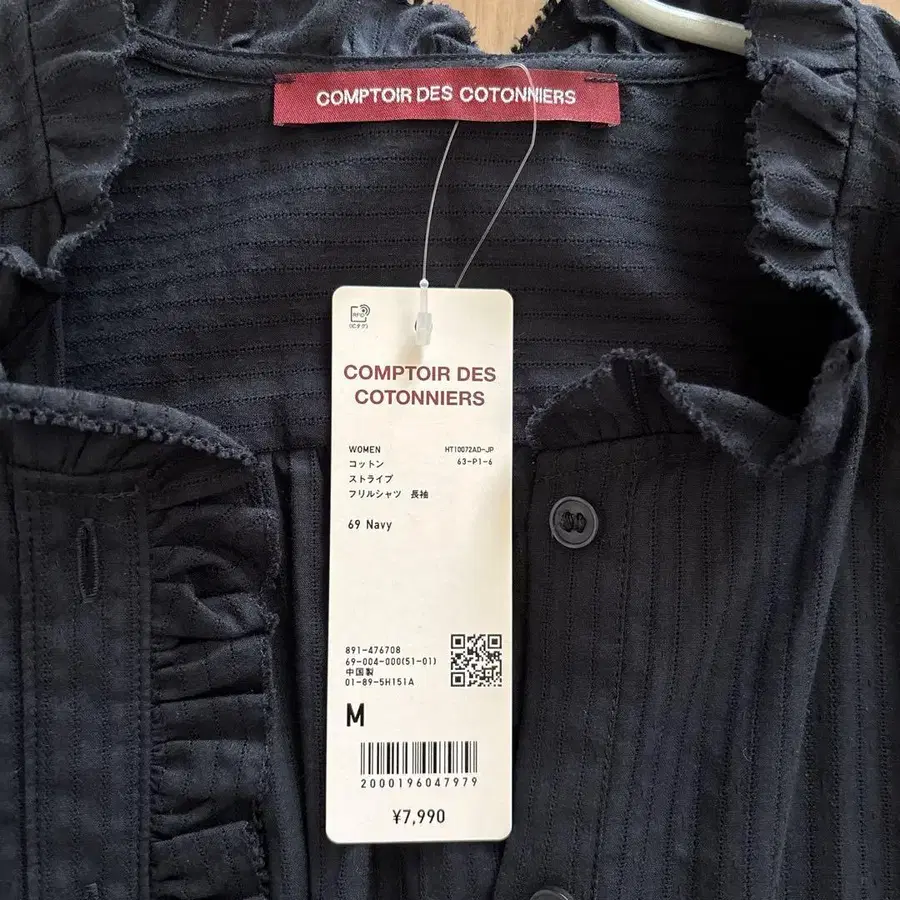 COMPTOIR DES COTONNIERS
RFID
(ICタグ)
COMPTOIR DES
COTONNIERS
WOMEN HT10072AD-JP
コットン 63-P1-6
ストライプ
フリルシャツ 長袖
69 Navy
891-476708
69-004-000(51-01)
中国製
01-89-5H151A
M
2000196047979
¥7,990